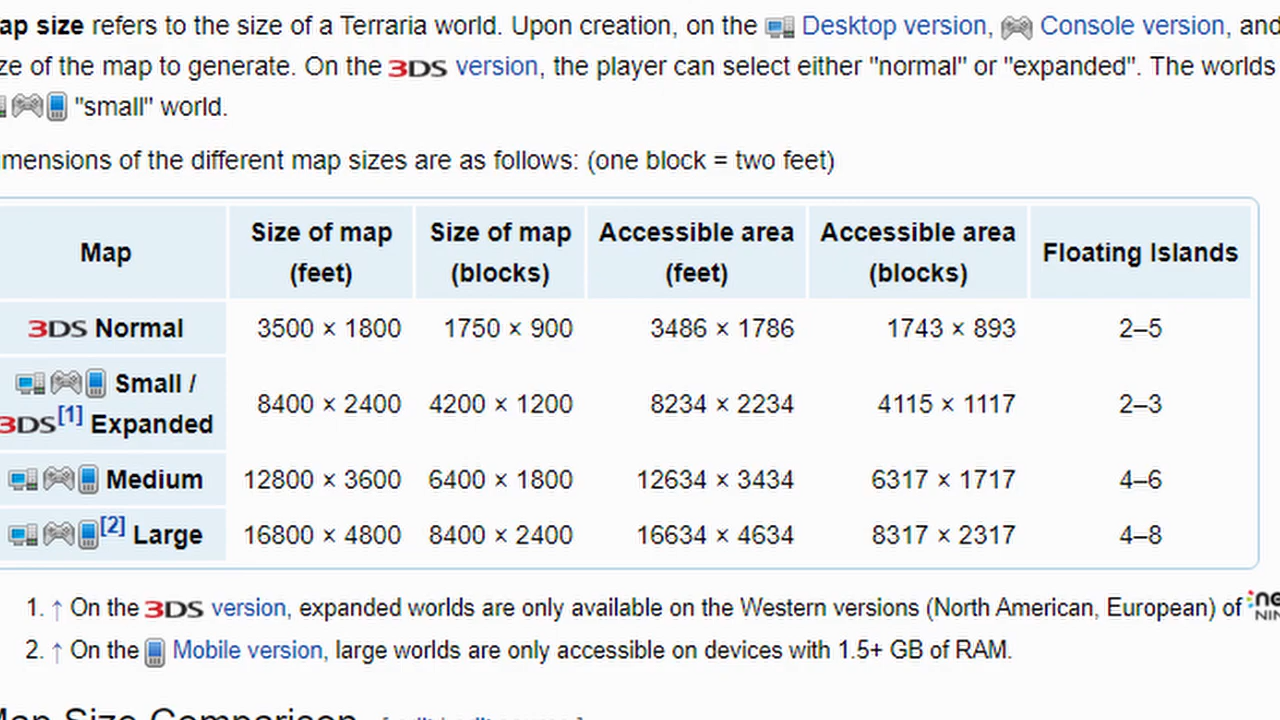 ap size refers to the size of a Terraria world. Upon creation, on the Desktop version, Console version, and
ze of the map to generate. On the 3DS version, the player can select either "normal" or "expanded". The worlds
"small" world.
mensions of the different map sizes are as follows: (one block = two feet)
Map Size of map (feet) Size of map (blocks) Accessible area (feet) Accessible area (blocks) Floating Islands
3DS Normal 3500 × 1800 1750 × 900 3486 × 1786 1743 × 893 2–5
Small / 3DS[1] Expanded 8400 × 2400 4200 × 1200 8234 × 2234 4115 × 1117 2–3
Medium 12800 × 3600 6400 × 1800 12634 × 3434 6317 × 1717 4–6
[2] Large 16800 × 4800 8400 × 2400 16634 × 4634 8317 × 2317 4–8
1. ↑ On the 3DS version, expanded worlds are only available on the Western versions (North American, European) of
2. ↑ On the Mobile version, large worlds are only accessible on devices with 1.5+ GB of RAM.
Map Size Comparison